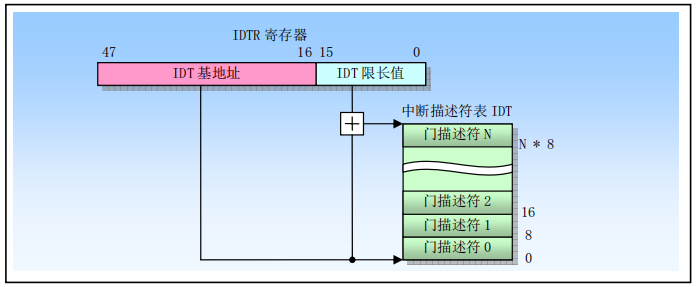 IDTR 寄存器
47 16 15 0
IDT 基地址 IDT 限长值
中断描述符表 IDT
门描述符 N
N * 8
门描述符 2
16
门描述符 1
8
门描述符 0
0